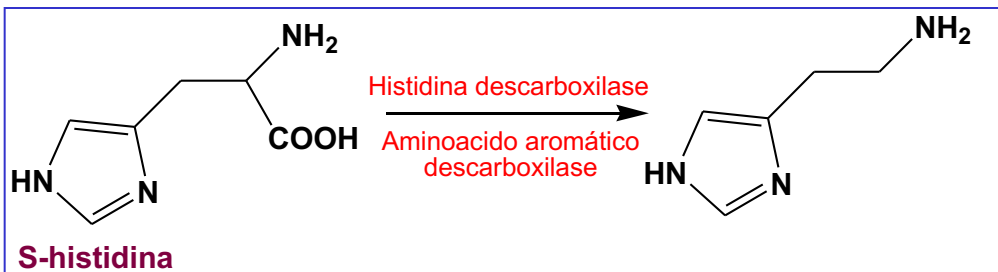 NH2
COOH
HN
N
S-histidina
Histidina descarboxilase
Aminoacido aromático
descarboxilase
NH2
HN
N